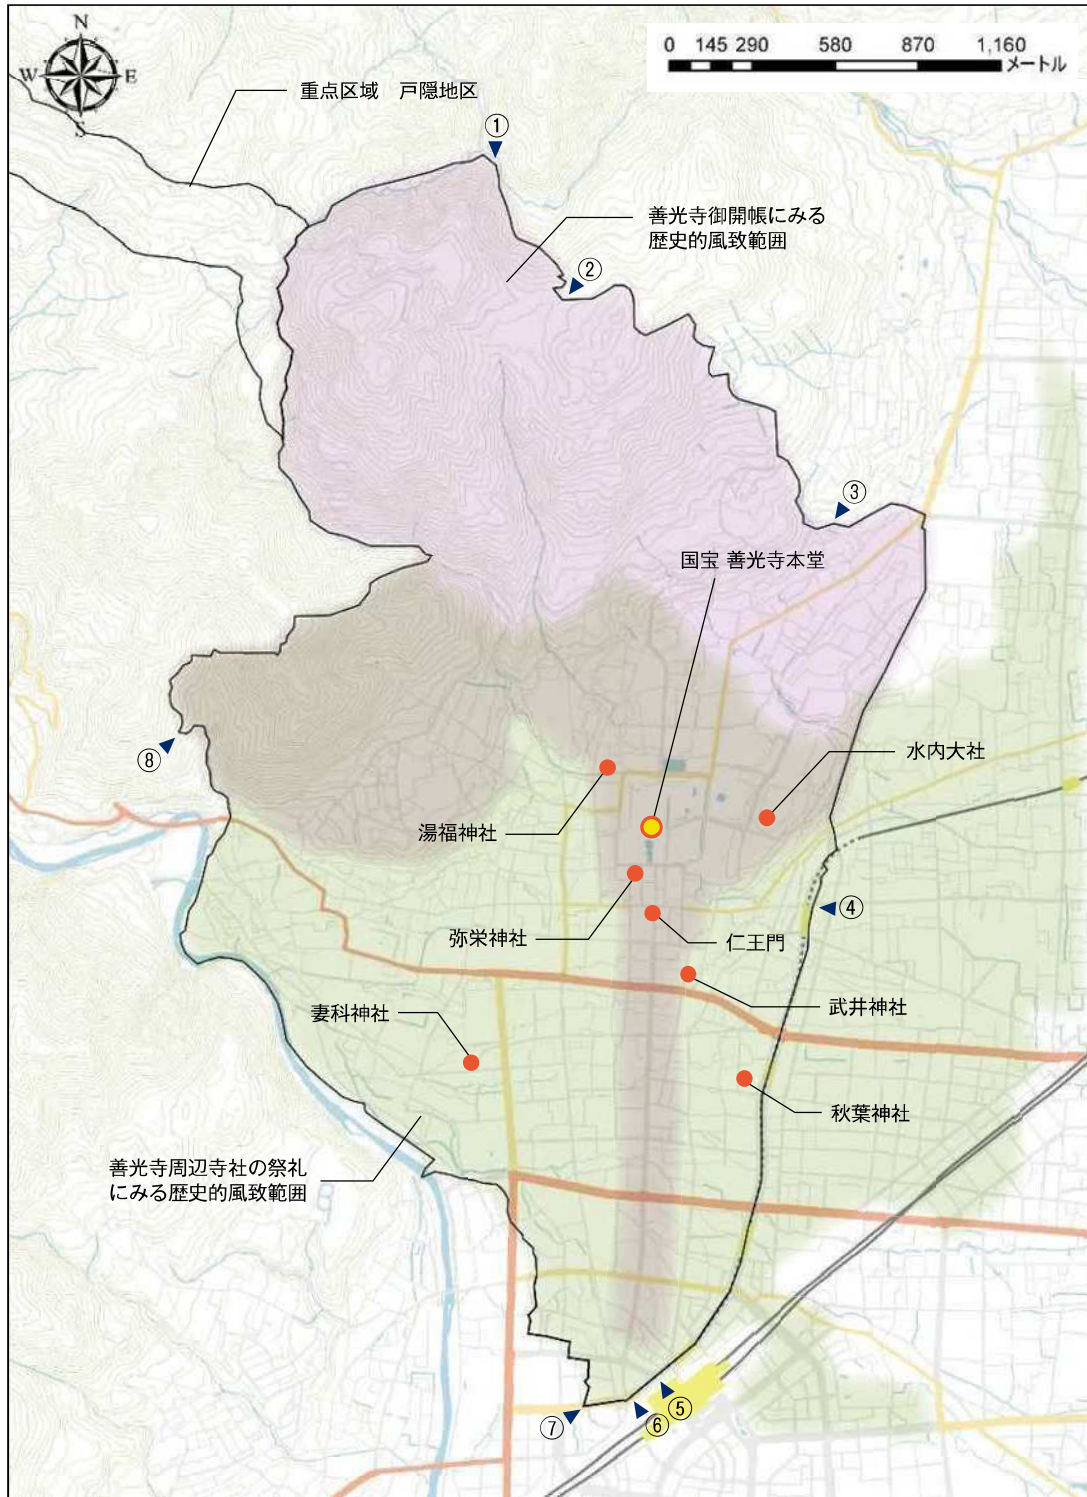 N
W
E
S
0 145 290 580 870 1,160
メートル
重点区域　戸隠地区
①
善光寺御開帳にみる
歴史的風致範囲
②
③
国宝 善光寺本堂
⑧
水内大社
湯福神社
④
弥栄神社
仁王門
武井神社
妻科神社
秋葉神社
善光寺周辺寺社の祭礼
にみる歴史的風致範囲
⑤
⑥
⑦